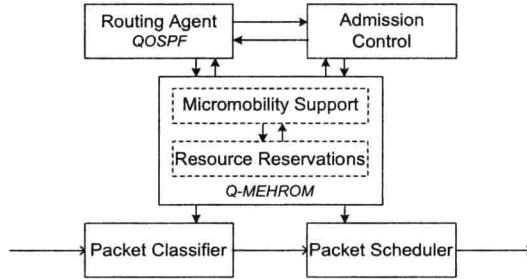 Routing Agent
QOSPF
Admission
Control
Micromobility Support
Resource Reservations
Q-MEHROM
Packet Classifier
Packet Scheduler